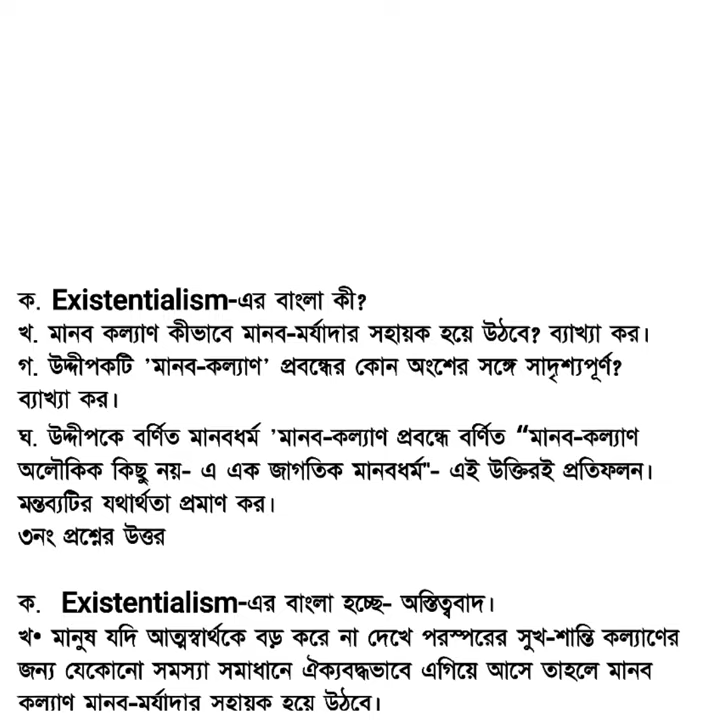 ক. Existentialism-এর বাংলা কী?
খ. মানব কল্যাণ কীভাবে মানব-মর্যাদার সহায়ক হয়ে উঠবে? ব্যাখ্যা কর।
গ. উদ্দীপকটি 'মানব-কল্যাণ' প্রবন্ধের কোন অংশের সঙ্গে সাদৃশ্যপূর্ণ?
ব্যাখ্যা কর।
ঘ. উদ্দীপকে বর্ণিত মানবধর্ম 'মানব-কল্যাণ প্রবন্ধে বর্ণিত “মানব-কল্যাণ
অলৌকিক কিছু নয়- এ এক জাগতিক মানবধর্ম"- এই উক্তিরই প্রতিফলন।
মন্তব্যটির যথার্থতা প্রমাণ কর।
৩নং প্রশ্নের উত্তর
ক. Existentialism-এর বাংলা হচ্ছে- অস্তিত্ববাদ।
খ• মানুষ যদি আত্মস্বার্থকে বড় করে না দেখে পরস্পরের সুখ-শান্তি কল্যাণের
জন্য যেকোনো সমস্যা সমাধানে ঐক্যবদ্ধভাবে এগিয়ে আসে তাহলে মানব
কল্যাণ মানব-মর্যাদার সহায়ক হয়ে উঠবে।